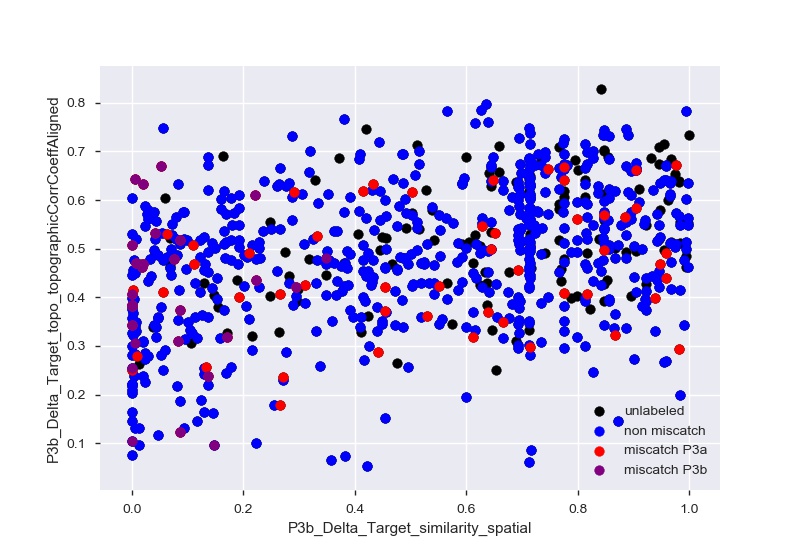 0.8
0.7
0.6
0.5
0.4
0.3
0.2
0.1
P3b_Delta_Target_topo_topographicCorrCoeffAligned
unlabeled
non miscatch
miscatch P3a
miscatch P3b
0.0
0.2
0.4
0.6
0.8
1.0
P3b_Delta_Target_similarity_spatial